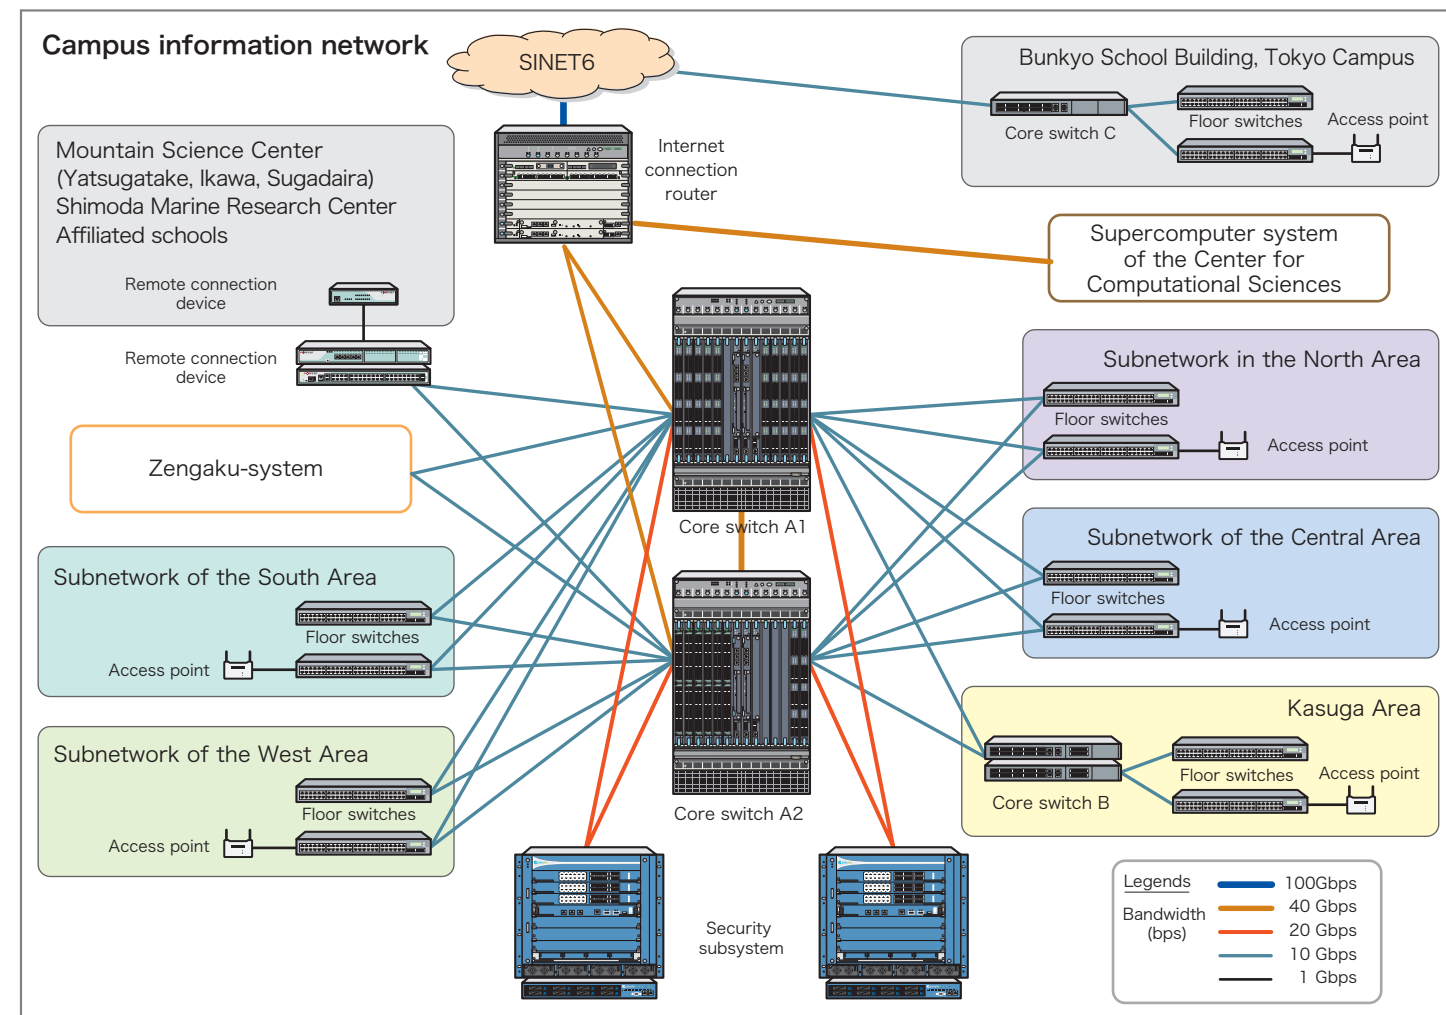 Campus information network
SINET6
Bunkyo School Building, Tokyo Campus
Core switch C
Floor switches
Access point
Internet
connection
router
Mountain Science Center
(Yatsugatake, Ikawa, Sugadaira)
Shimoda Marine Research Center
Affiliated schools
Remote connection
device
Remote connection
device
Supercomputer system
of the Center for
Computational Sciences
Zengaku-system
Core switch A1
Subnetwork in the North Area
Floor switches
Access point
Subnetwork of the Central Area
Floor switches
Access point
Subnetwork of the South Area
Floor switches
Access point
Subnetwork of the West Area
Floor switches
Access point
Core switch A2
Kasuga Area
Core switch B
Floor switches
Access point
Security
subsystem
Legends
Bandwidth
(bps)
100Gbps
40 Gbps
20 Gbps
10 Gbps
1 Gbps